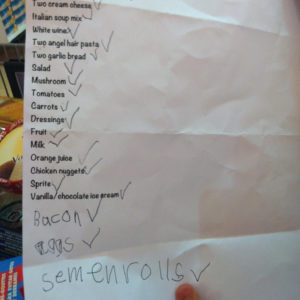 Two cream cheese
Italian soup mix
White wine
Two angel hair pasta
Two garlic bread
Salad
Mushroom
Tomatoes
Carrots
Dressings
Fruit
Milk
Orange juice
Chicken nuggets
Sprite
Vanilla/chocolate ice cream
Bacon
eggs
semenrolls